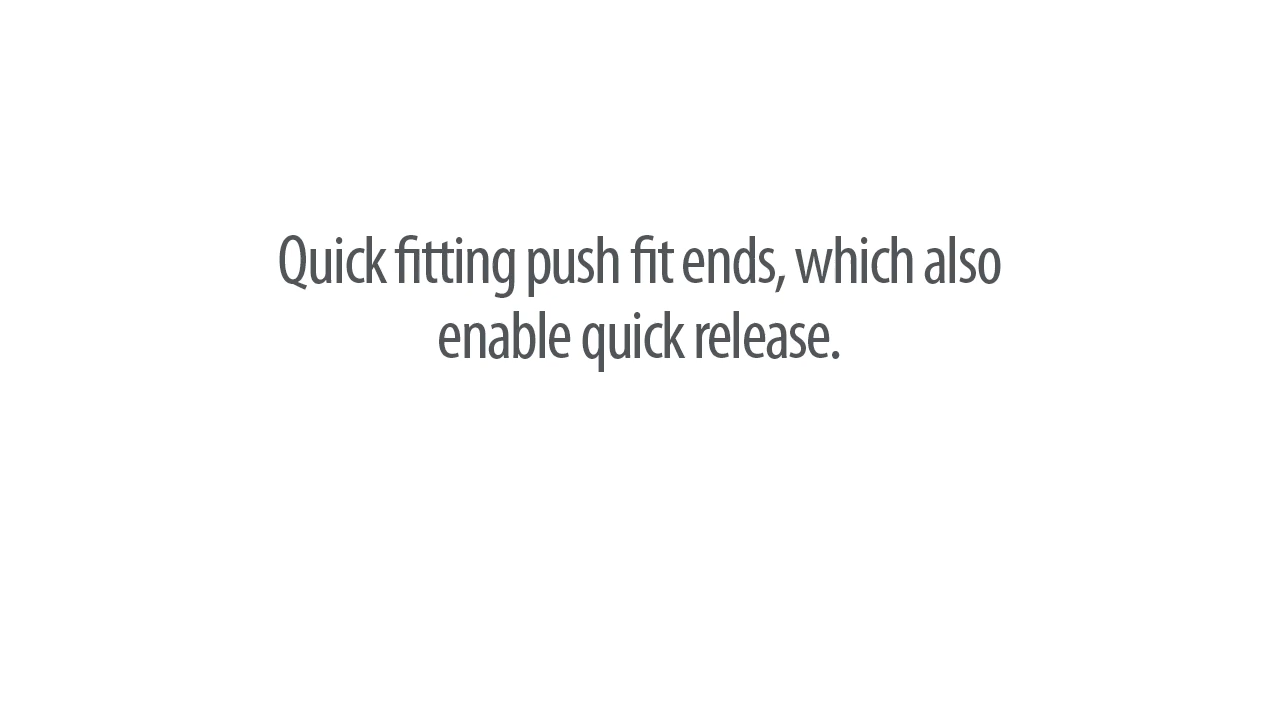 Quick fitting push fit ends, which also
enable quick release.